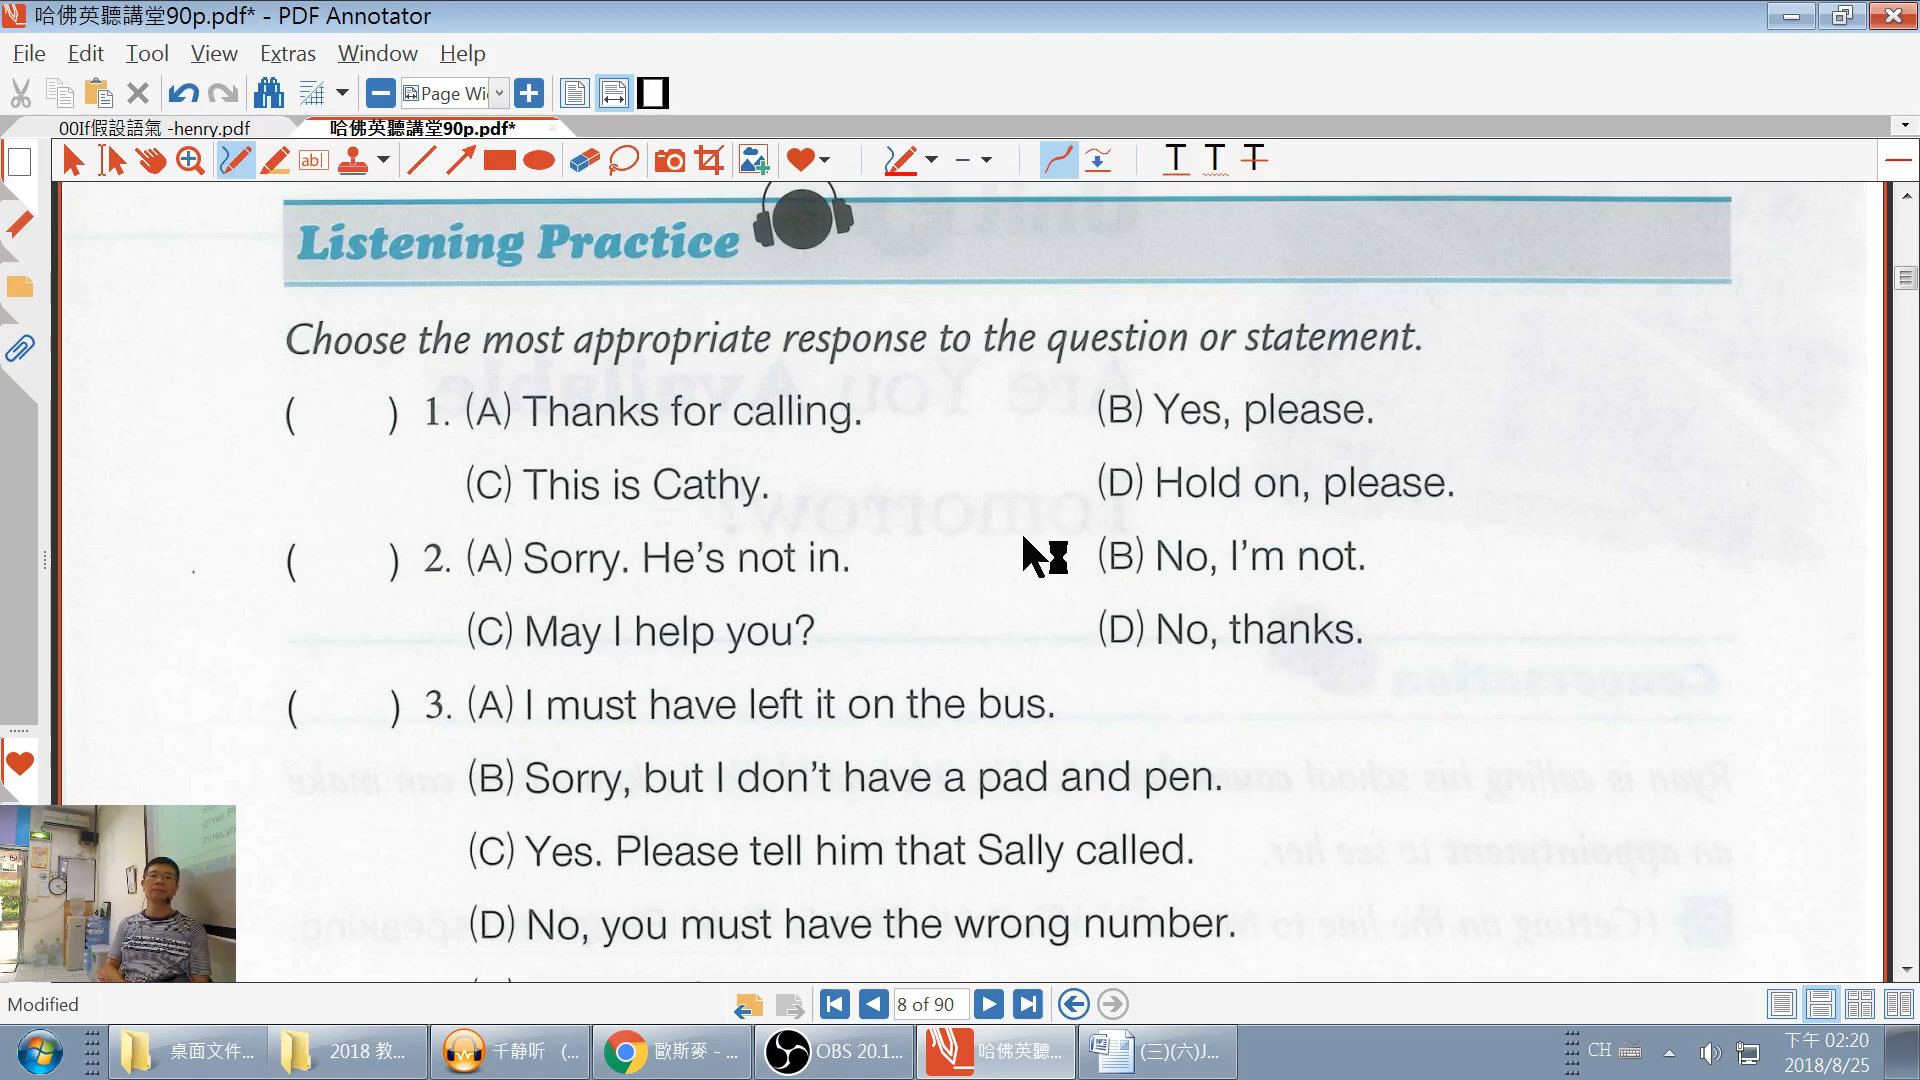 哈佛英聽講堂90p.pdf* - PDF Annotator
File Edit Tool View Extras Window Help
Page Wi
00If假設語氣 -henry.pdf
哈佛英聽講堂90p.pdf*
ab
T T T
Listening Practice
Choose the most appropriate response to the question or statement.
( ) 1. (A) Thanks for calling. (B) Yes, please.
(C) This is Cathy. (D) Hold on, please.
( ) 2. (A) Sorry. He's not in. (B) No, I'm not.
(C) May I help you? (D) No, thanks.
( ) 3. (A) I must have left it on the bus.
(B) Sorry, but I don't have a pad and pen.
(C) Yes. Please tell him that Sally called.
(D) No, you must have the wrong number.
Modified
8 of 90
桌面文件...
2018 教...
千靜听 (...
歐斯麥 - ...
OBS 20.1...
哈佛英聽...
(三)(六)J...
CH
下午 02:20
2018/8/25